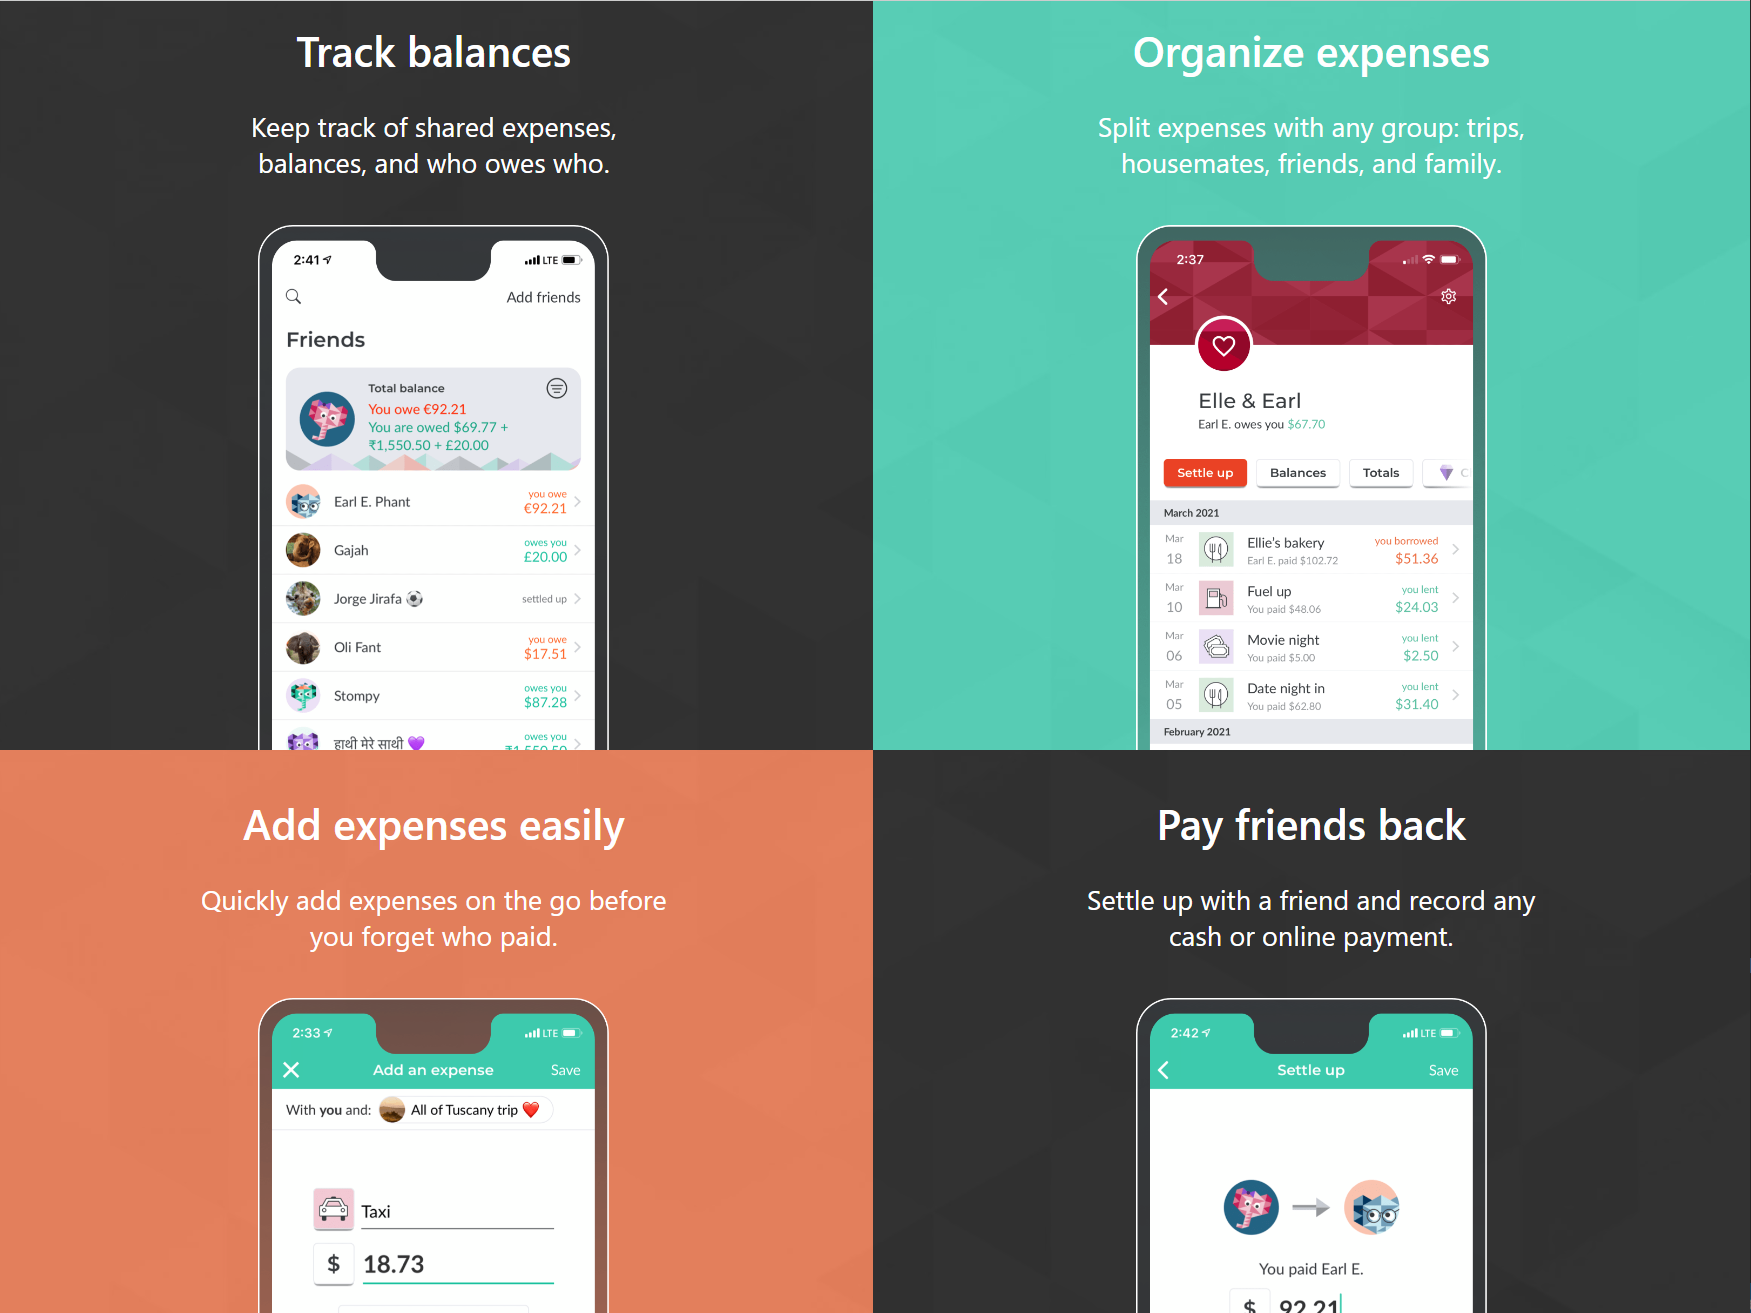 Track balances
Keep track of shared expenses,
balances, and who owes who.
2:41
LTE
Add friends
Friends
Total balance
You owe €92.21
You are owed $69.77 +
₹1,550.50 + £20.00
Earl E. Phant
you owe
€92.21
Gajah
owes you
£20.00
Jorge Jirafa
settled up
Oli Fant
you owe
$17.51
Stompy
owes you
$87.28
हाथी मेरे साथी
owes you
₹1,550.50
Organize expenses
Split expenses with any group: trips,
housemates, friends, and family.
2:37
Elle & Earl
Earl E. owes you $67.70
Settle up
Balances
Totals
March 2021
Mar
18
Ellie's bakery
Earl E. paid $102.72
you borrowed
$51.36
Mar
10
Fuel up
You paid $48.06
you lent
$24.03
Mar
06
Movie night
You paid $5.00
you lent
$2.50
Mar
05
Date night in
You paid $62.80
you lent
$31.40
February 2021
Add expenses easily
Quickly add expenses on the go before
you forget who paid.
2:33
LTE
Add an expense
Save
With you and: All of Tuscany trip
Taxi
$ 18.73
Pay friends back
Settle up with a friend and record any
cash or online payment.
2:42
LTE
Settle up
Save
You paid Earl E.
$ 92.21